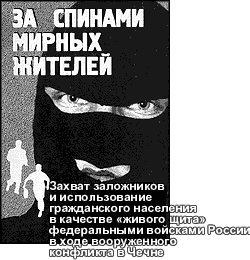 ЗА СПИНАМИ
МИРНЫХ
ЖИТЕЛЕЙ
Захват заложников
и использование
гражданского населения
в качестве «живого щита»
федеральными войсками России
в ходе вооруженного
конфликта в Чечне